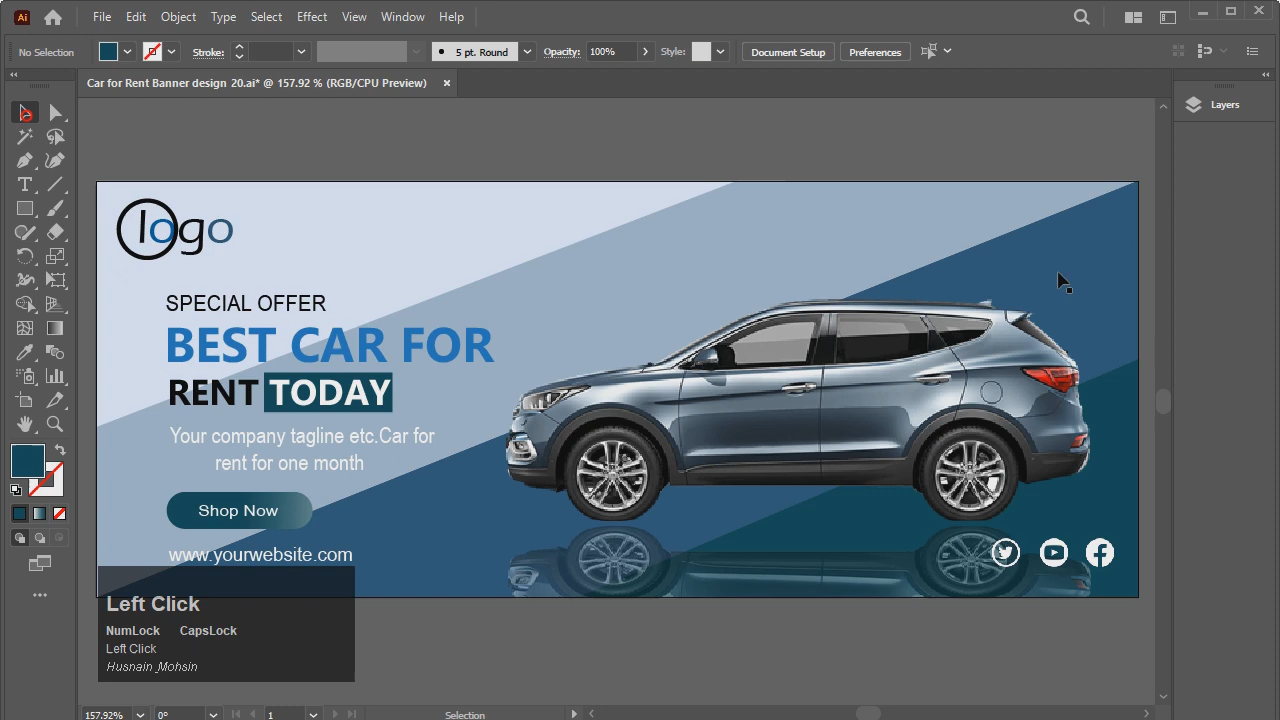 Ai
File Edit Object Type Select Effect View Window Help
No Selection
Stroke:
5 pt. Round
Opacity: 100%
Style:
Document Setup
Preferences
Car for Rent Banner design 20.ai* @ 157.92 % (RGB/CPU Preview)
Layers
logo
SPECIAL OFFER
BEST CAR FOR
RENT TODAY
Your company tagline etc.Car for
rent for one month
Shop Now
www.yourwebsite.com
Left Click
NumLock CapsLock
Left Click
Husnain_Mohsin
157.92% 0° 1 Selection